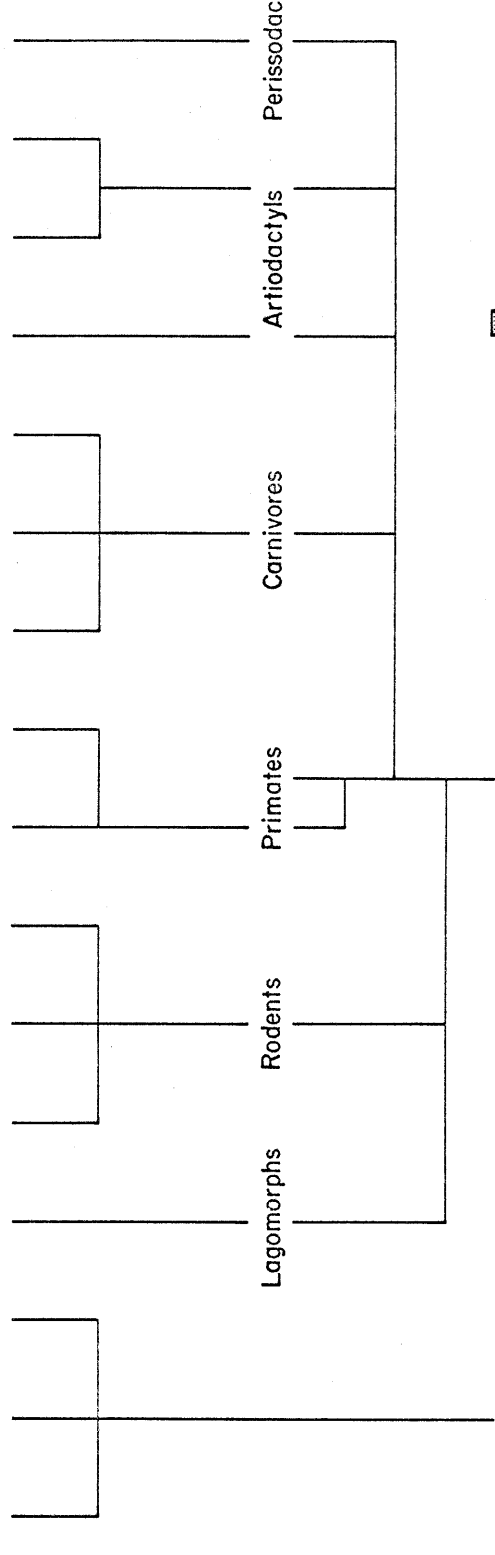 Perissodac
Artiodactyls
Carnivores
Primates
Rodents
Lagomorphs